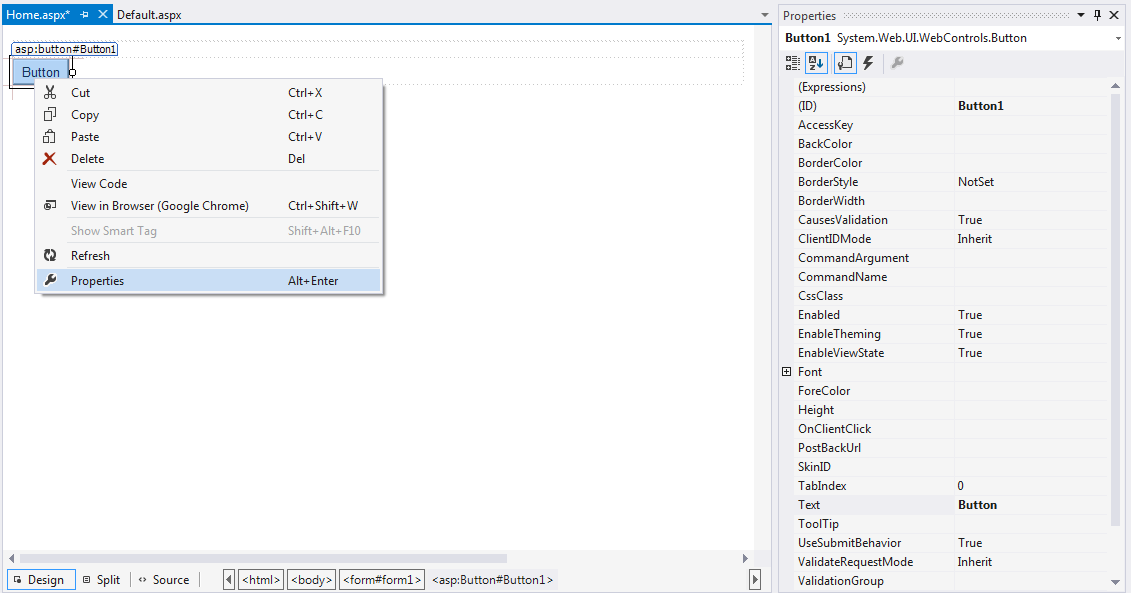 Home.aspx* Default.aspx
asp:button#Button1
Button
Cut Ctrl+X
Copy Ctrl+C
Paste Ctrl+V
Delete Del
View Code
View in Browser (Google Chrome) Ctrl+Shift+W
Show Smart Tag Shift+Alt+F10
Refresh
Properties Alt+Enter
Design Split Source <html> <body> <form#form1> <asp:Button#Button1>
Properties
Button1 System.Web.UI.WebControls.Button
(Expressions)
(ID) Button1
AccessKey
BackColor
BorderColor
BorderStyle NotSet
BorderWidth
CausesValidation True
ClientIDMode Inherit
CommandArgument
CommandName
CssClass
Enabled True
EnableTheming True
EnableViewState True
Font
ForeColor
Height
OnClientClick
PostBackUrl
SkinID
TabIndex 0
Text Button
ToolTip
UseSubmitBehavior True
ValidateRequestMode Inherit
ValidationGroup